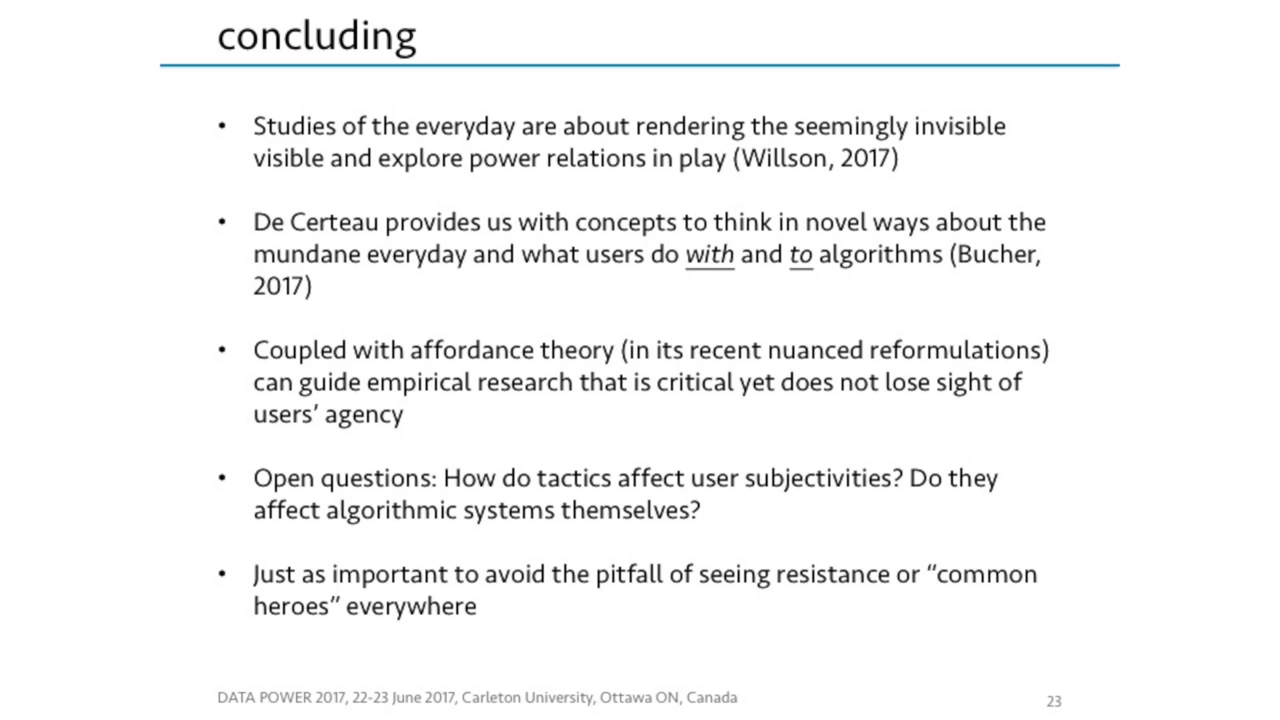 concluding
• Studies of the everyday are about rendering the seemingly invisible
visible and explore power relations in play (Willson, 2017)
• De Certeau provides us with concepts to think in novel ways about the
mundane everyday and what users do with and to algorithms (Bucher,
2017)
• Coupled with affordance theory (in its recent nuanced reformulations)
can guide empirical research that is critical yet does not lose sight of
users’ agency
• Open questions: How do tactics affect user subjectivities? Do they
affect algorithmic systems themselves?
• Just as important to avoid the pitfall of seeing resistance or “common
heroes” everywhere
DATA POWER 2017, 22-23 June 2017, Carleton University, Ottawa ON, Canada
23